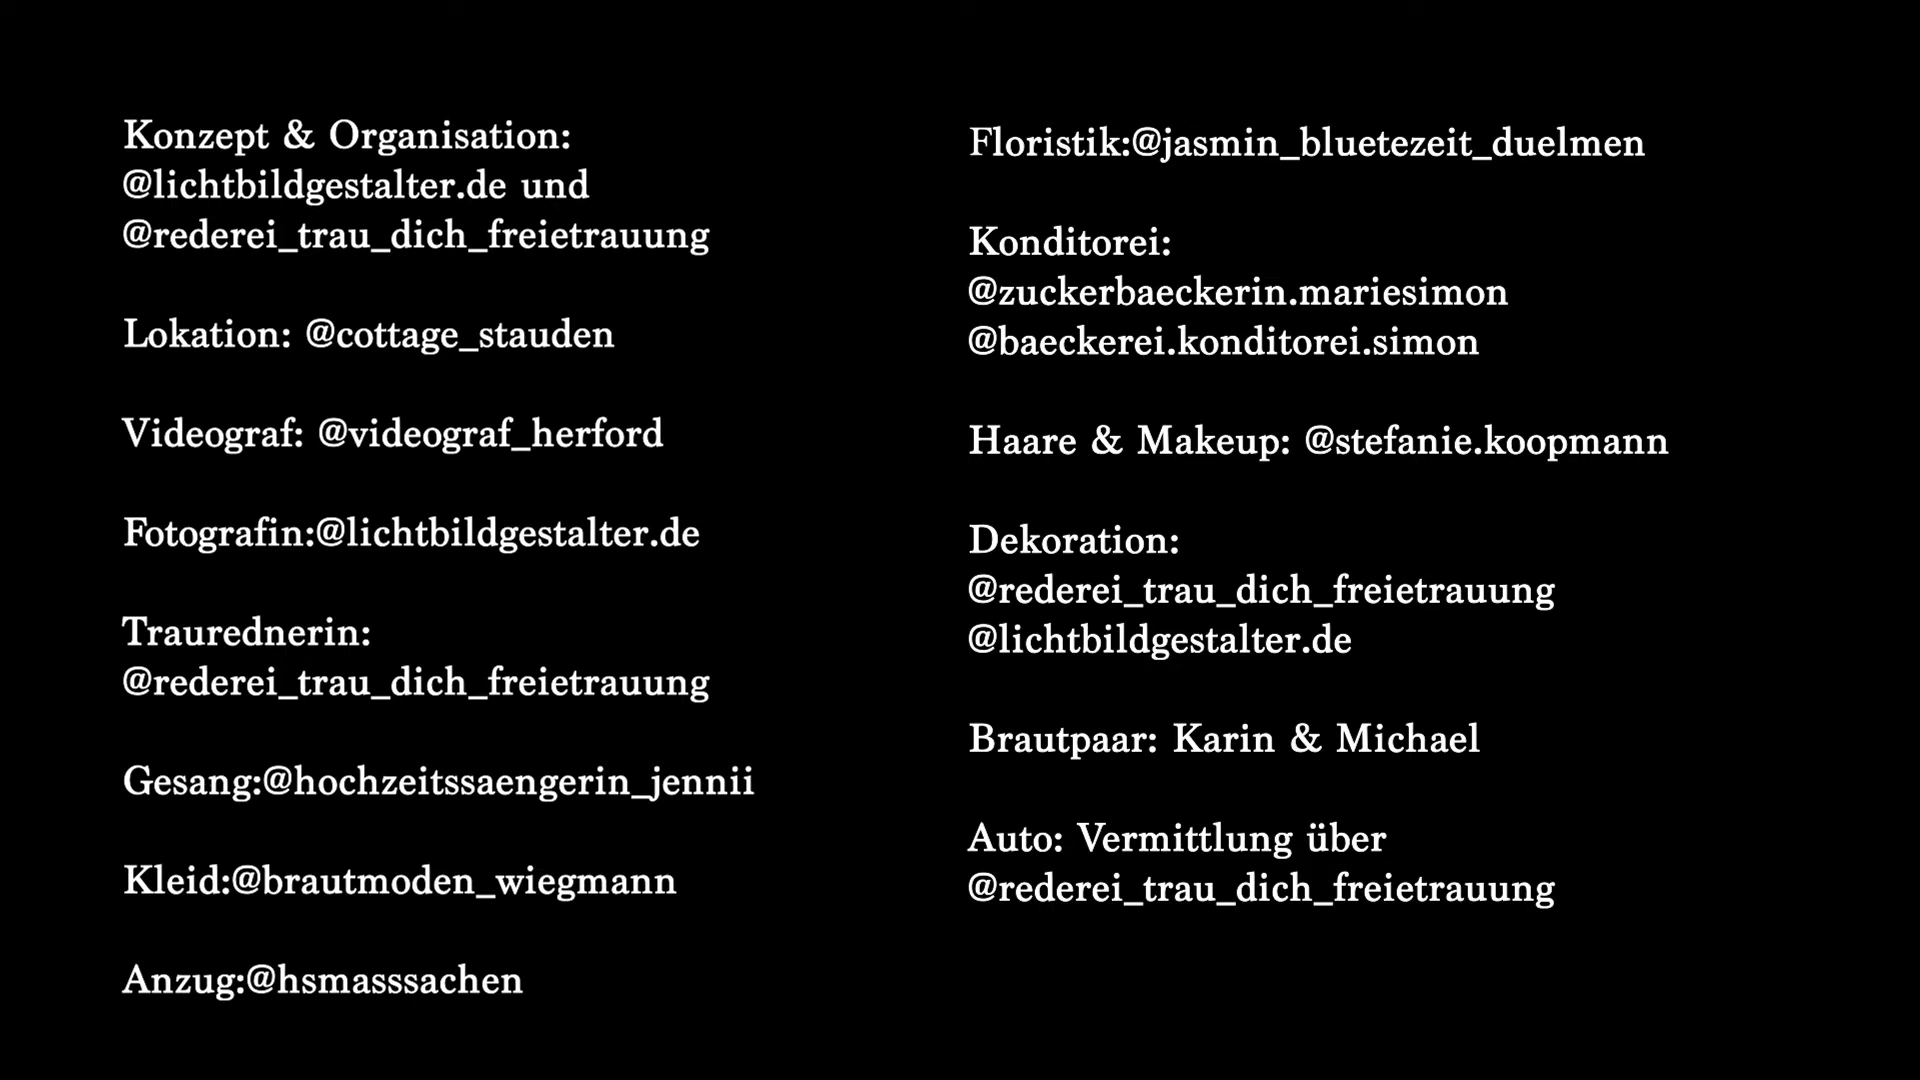 Konzept & Organisation:
@lichtbildgestalter.de und
@rederei_trau_dich_freietrauung
Lokation: @cottage_stauden
Videograf: @videograf_herford
Fotografin:@lichtbildgestalter.de
Traurednerin:
@rederei_trau_dich_freietrauung
Gesang:@hochzeitssaengerin_jennii
Kleid:@brautmoden_wiegmann
Anzug:@hsmasssachen
Floristik:@jasmin_bluetezeit_duelmen
Konditorei:
@zuckerbaeckerin.mariesimon
@baeckerei.konditorei.simon
Haare & Makeup: @stefanie.koopmann
Dekoration:
@rederei_trau_dich_freietrauung
@lichtbildgestalter.de
Brautpaar: Karin & Michael
Auto: Vermittlung über
@rederei_trau_dich_freietrauung